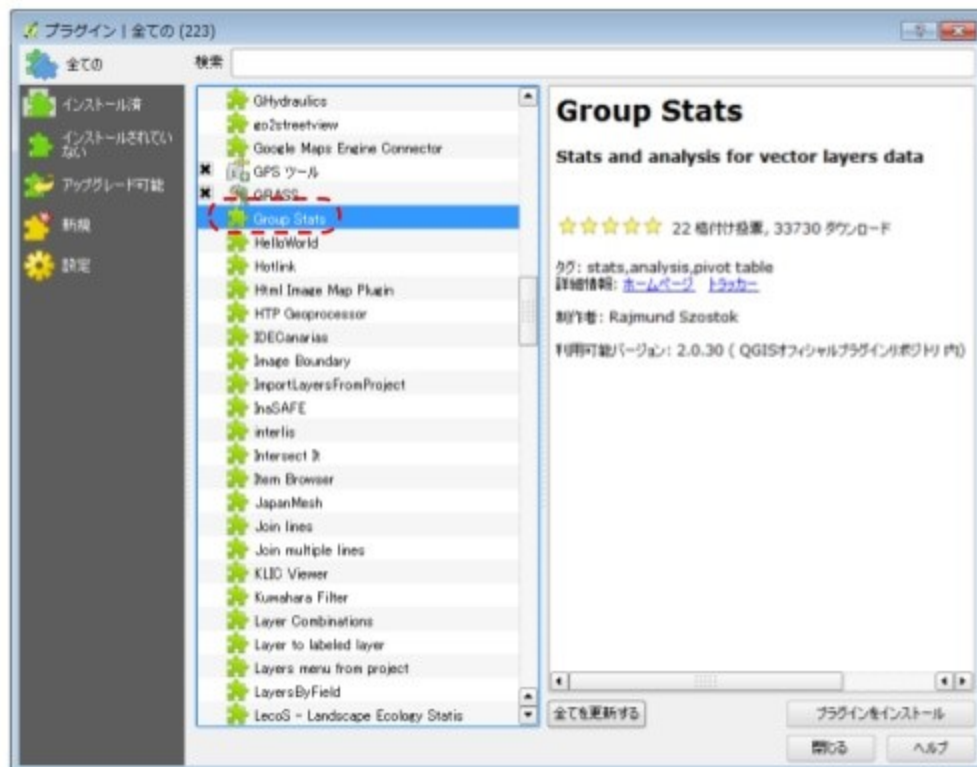 プラグイン | 全ての (223)
全ての
検索
インストール済
インストールされてい
ない
アップグレード可能
新規
設定
GHydraulics
go2streetview
Google Maps Engine Connector
GPS ツール
GRASS
Group Stats
HelloWorld
Hotlink
Html Image Map Plugin
HTP Geoprocessor
IDECanarias
Image Boundary
ImportLayersFromProject
InaSAFE
interlis
Intersect It
Item Browser
JapanMesh
Join lines
Join multiple lines
KLIC Viewer
Kuwahara Filter
Layer Combinations
Layer to labeled layer
Layers menu from project
LayersByField
LecoS - Landscape Ecology Statis
Group Stats
Stats and analysis for vector layers data
22 格付け投票, 33730 ダウンロード
タグ: stats,analysis,pivot table
詳細情報: ホームページ トラッカー
制作者: Rajmund Szostok
利用可能バージョン: 2.0.30 ( QGISオフィシャルプラグインリポジトリ 内)
全てを更新する
プラグインをインストール
閉じる
ヘルプ